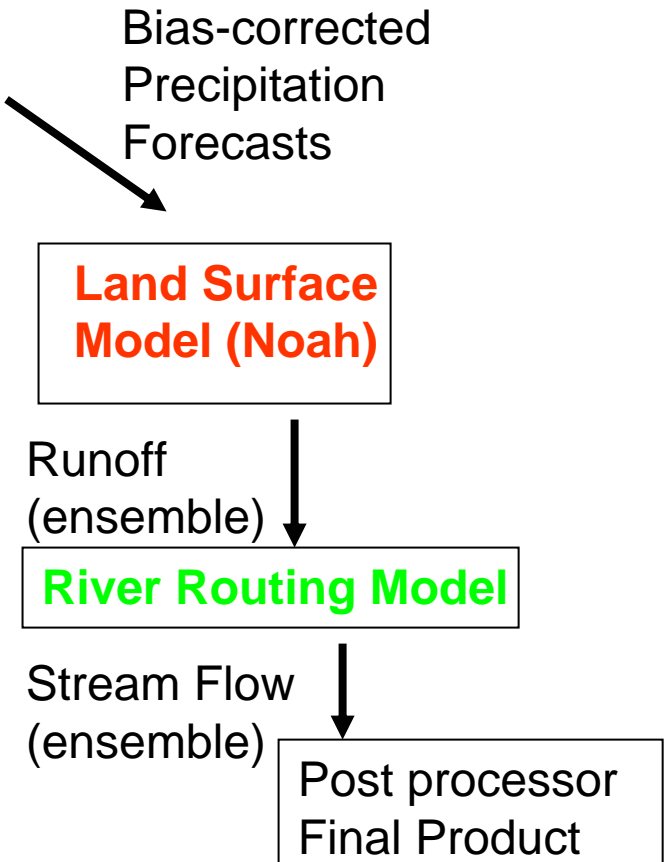 Bias-corrected
Precipitation
Forecasts
Land Surface
Model (Noah)
Runoff
(ensemble)
River Routing Model
Stream Flow
(ensemble)
Post processor
Final Product